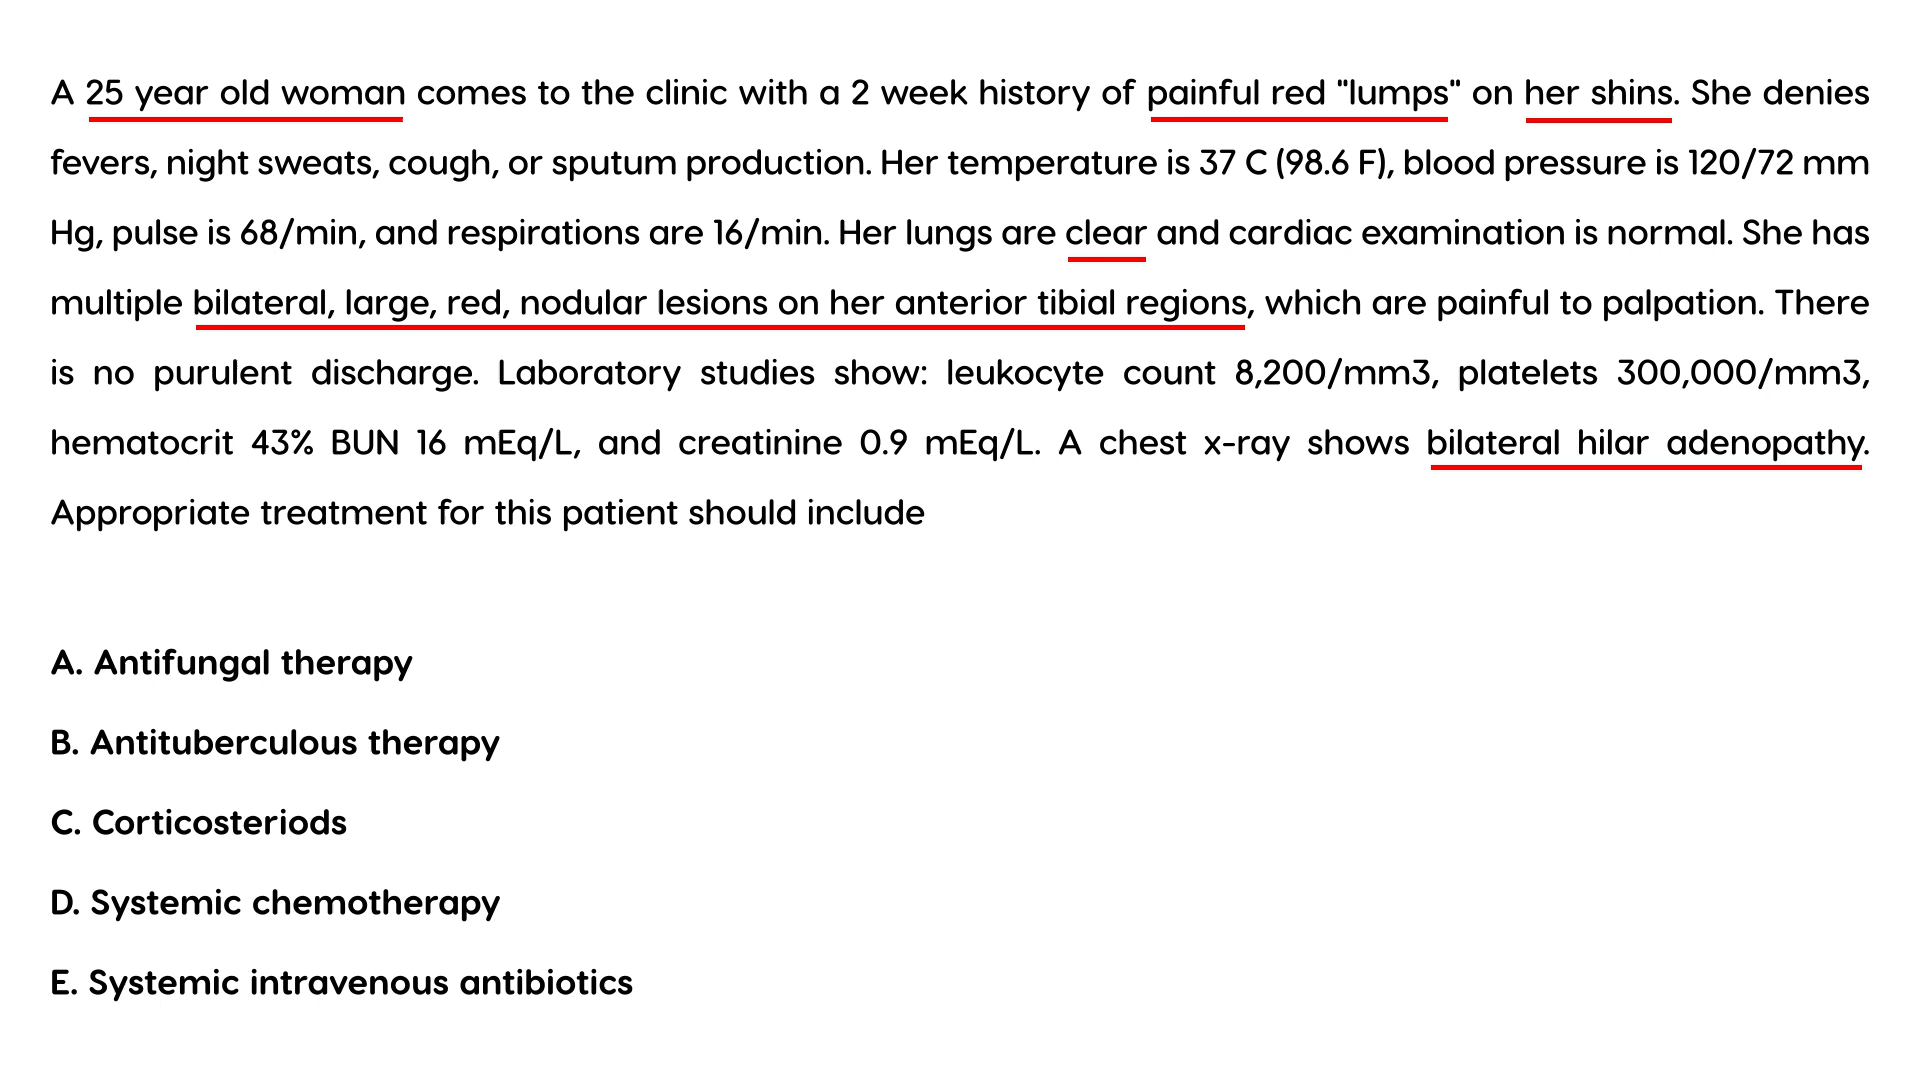 A 25 year old woman comes to the clinic with a 2 week history of painful red "lumps" on her shins. She denies
fevers, night sweats, cough, or sputum production. Her temperature is 37 C (98.6 F), blood pressure is 120/72 mm
Hg, pulse is 68/min, and respirations are 16/min. Her lungs are clear and cardiac examination is normal. She has
multiple bilateral, large, red, nodular lesions on her anterior tibial regions, which are painful to palpation. There
is no purulent discharge. Laboratory studies show: leukocyte count 8,200/mm3, platelets 300,000/mm3,
hematocrit 43% BUN 16 mEq/L, and creatinine 0.9 mEq/L. A chest x-ray shows bilateral hilar adenopathy.
Appropriate treatment for this patient should include
A. Antifungal therapy
B. Antituberculous therapy
C. Corticosteriods
D. Systemic chemotherapy
E. Systemic intravenous antibiotics